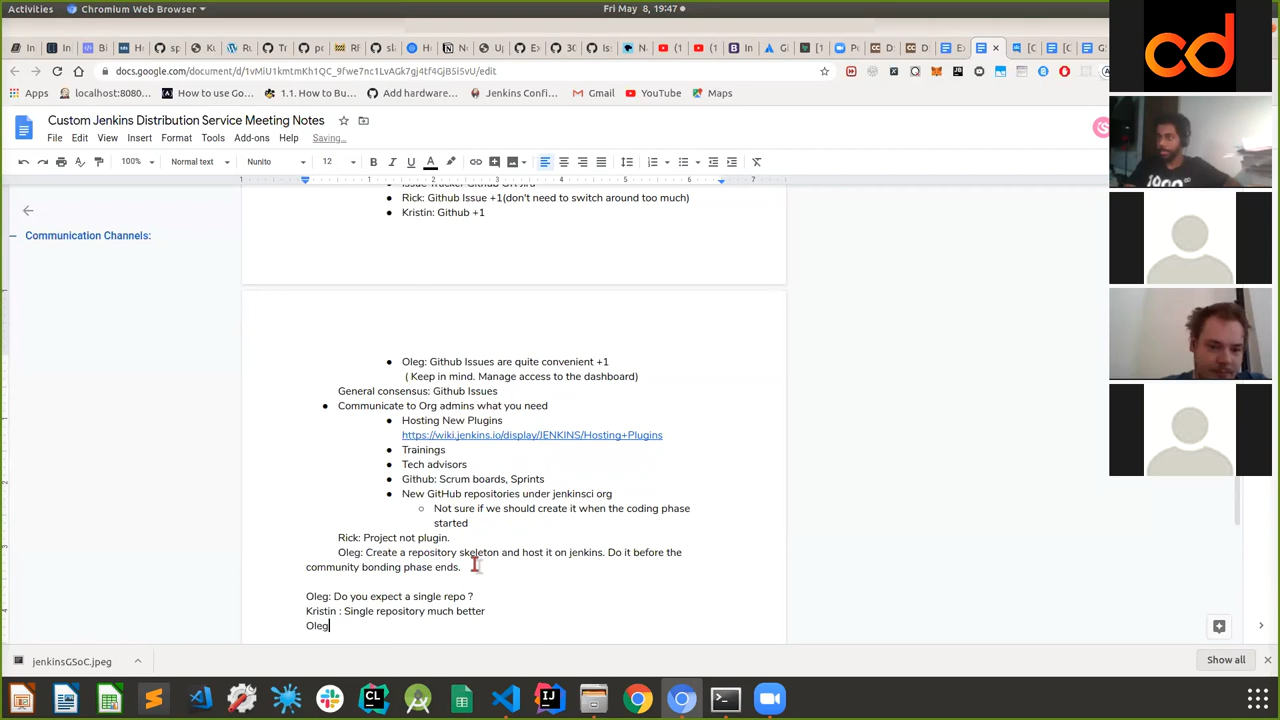 Activities
Chromium Web Browser
Fri May 8, 19:47
docs.google.com/document/d/1vMiU1kmtmKh1QC_9fwe7nc1LvAGk7gj4tf4GjB5i5vU/edit
Apps
localhost:8080...
How to use Go...
1.1. How to Bu...
Add hardware...
Jenkins Confi...
Gmail
YouTube
Maps
Custom Jenkins Distribution Service Meeting Notes
File Edit View Insert Format Tools Add-ons Help Saving...
100% Normal text Nunito 12
Communication Channels:
Issue Tracker Github OR Jira
Rick: Github Issue +1(don't need to switch around too much)
Kristin: Github +1
Oleg: Github Issues are quite convenient +1
( Keep in mind. Manage access to the dashboard)
General consensus: Github Issues
Communicate to Org admins what you need
Hosting New Plugins
https://wiki.jenkins.io/display/JENKINS/Hosting+Plugins
Trainings
Tech advisors
Github: Scrum boards, Sprints
New GitHub repositories under jenkinsci org
Not sure if we should create it when the coding phase
started
Rick: Project not plugin.
Oleg: Create a repository skeleton and host it on jenkins. Do it before the
community bonding phase ends.
Oleg: Do you expect a single repo ?
Kristin : Single repository much better
Oleg
jenkinsGSoC.jpeg
Show all